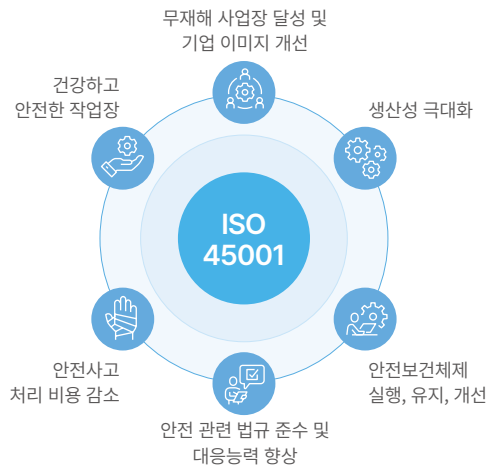 무재해 사업장 달성 및
기업 이미지 개선
건강하고
안전한 작업장
생산성 극대화
ISO
45001
안전사고
처리 비용 감소
안전보건체제
실행, 유지, 개선
안전 관련 법규 준수 및
대응능력 향상